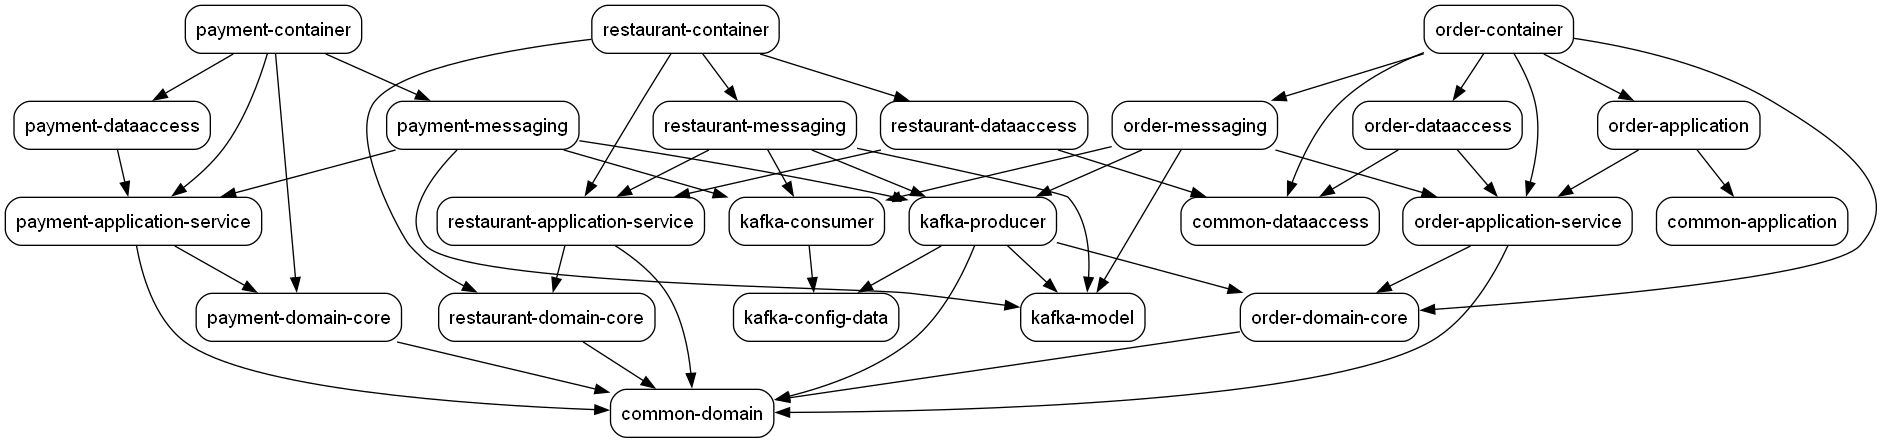 payment-container
restaurant-container
order-container
payment-dataaccess
payment-messaging
restaurant-messaging
restaurant-dataaccess
order-messaging
order-dataaccess
order-application
payment-application-service
restaurant-application-service
kafka-consumer
kafka-producer
common-dataaccess
order-application-service
common-application
payment-domain-core
restaurant-domain-core
kafka-config-data
kafka-model
order-domain-core
common-domain